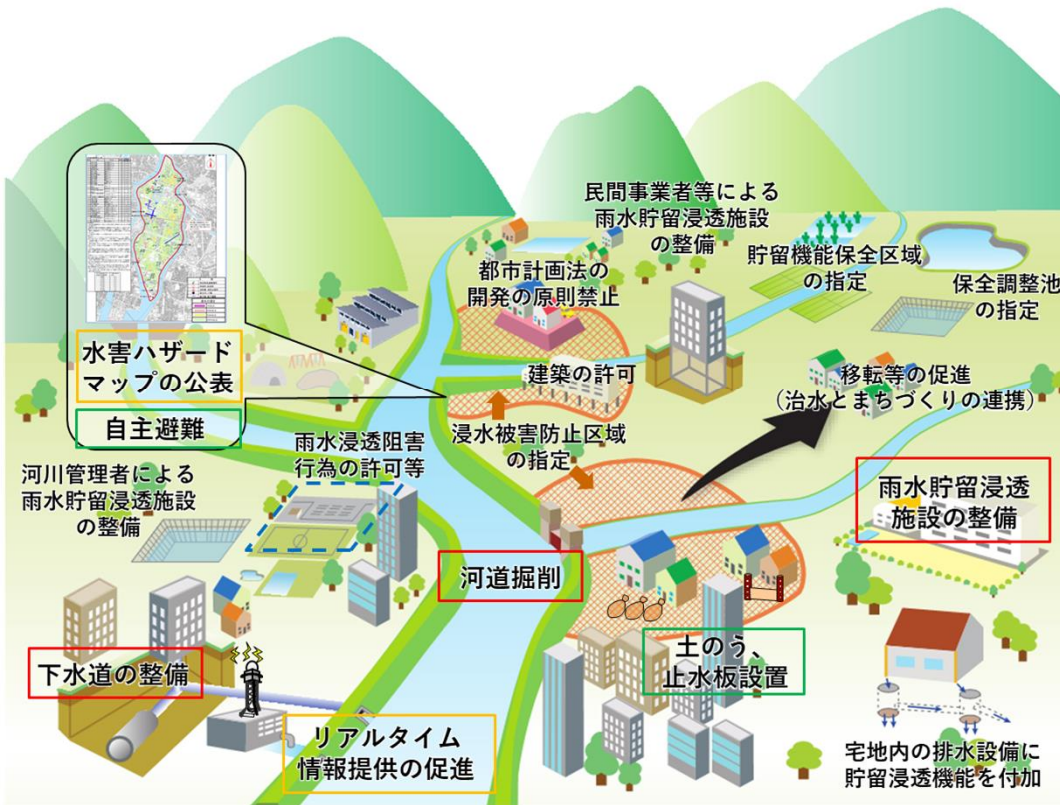 民間事業者等による
雨水貯留浸透施設
の整備
貯留機能保全区域
の指定
保全調整池
の指定
都市計画法の
開発の原則禁止
水害ハザード
マップの公表
自主避難
建築の許可
移転等の促進
（治水とまちづくりの連携）
浸水被害防止区域
の指定
雨水浸透阻害
行為の許可等
河川管理者による
雨水貯留浸透施設
の整備
雨水貯留浸透
施設の整備
河道掘削
下水道の整備
土のう、
止水板設置
リアルタイム
情報提供の促進
宅地内の排水設備に
貯留浸透機能を付加